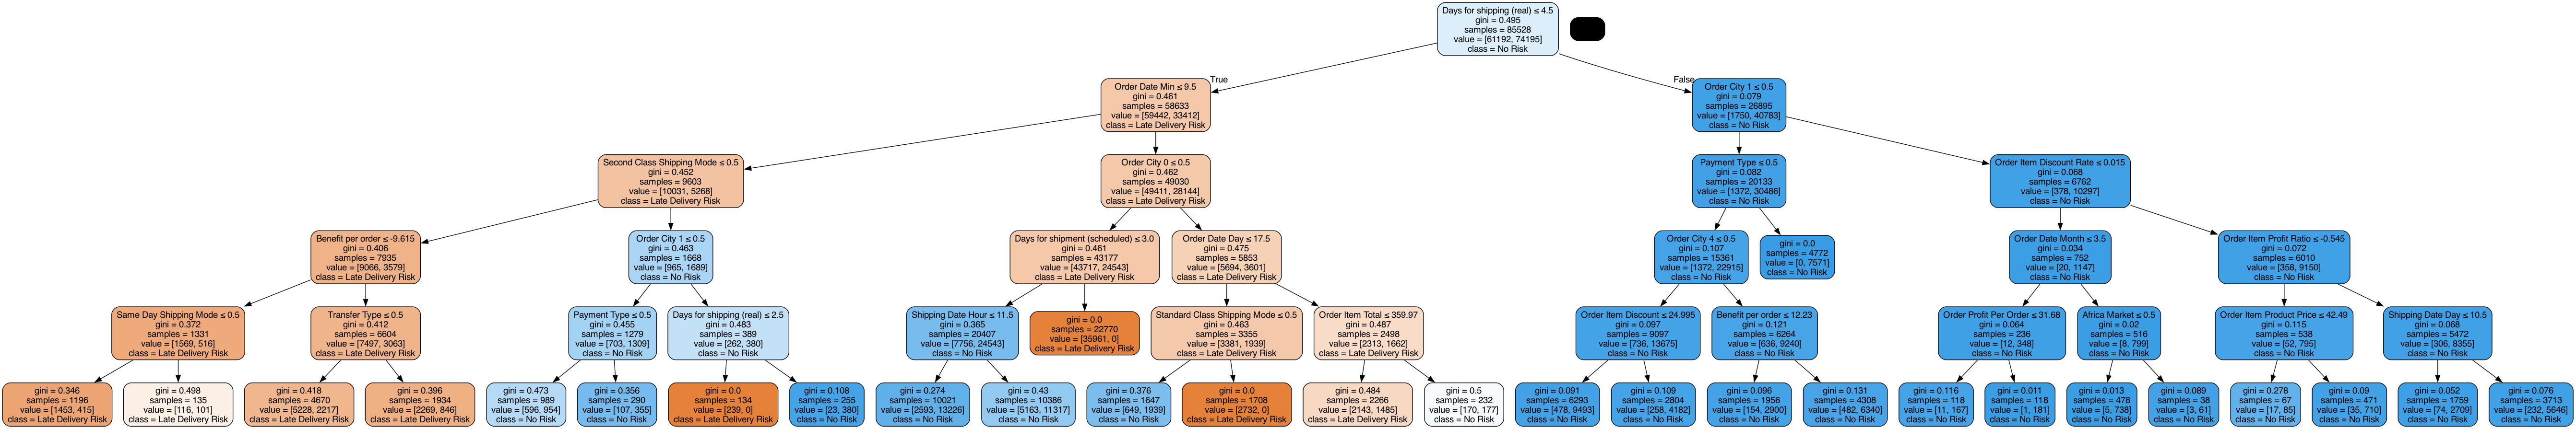 Days for shipping (real) ≤ 4.5
gini = 0.495
samples = 85528
value = [61192, 74195]
class = No Risk
True
False
Order Date Min ≤ 9.5
gini = 0.461
samples = 58633
value = [59442, 33412]
class = Late Delivery Risk
Order City 1 ≤ 0.5
gini = 0.079
samples = 26895
value = [1750, 40783]
class = No Risk
Second Class Shipping Mode ≤ 0.5
gini = 0.452
samples = 9603
value = [10031, 5268]
class = Late Delivery Risk
Order City 0 ≤ 0.5
gini = 0.462
samples = 49030
value = [49411, 28144]
class = Late Delivery Risk
Payment Type ≤ 0.5
gini = 0.082
samples = 20133
value = [1372, 30486]
class = No Risk
Order Item Discount Rate ≤ 0.015
gini = 0.068
samples = 6762
value = [378, 10297]
class = No Risk
Benefit per order ≤ -9.615
gini = 0.406
samples = 7935
value = [9066, 3579]
class = Late Delivery Risk
Order City 1 ≤ 0.5
gini = 0.463
samples = 1668
value = [965, 1689]
class = No Risk
Days for shipment (scheduled) ≤ 3.0
gini = 0.461
samples = 43177
value = [43717, 24543]
class = Late Delivery Risk
Order Date Day ≤ 17.5
gini = 0.475
samples = 5853
value = [5694, 3601]
class = Late Delivery Risk
Order City 4 ≤ 0.5
gini = 0.107
samples = 15361
value = [1372, 22915]
class = No Risk
gini = 0.0
samples = 4772
value = [0, 7571]
class = No Risk
Order Date Month ≤ 3.5
gini = 0.034
samples = 752
value = [20, 1147]
class = No Risk
Order Item Profit Ratio ≤ -0.545
gini = 0.072
samples = 6010
value = [358, 9150]
class = No Risk
Same Day Shipping Mode ≤ 0.5
gini = 0.372
samples = 1331
value = [1569, 516]
class = Late Delivery Risk
Transfer Type ≤ 0.5
gini = 0.412
samples = 6604
value = [7497, 3063]
class = Late Delivery Risk
Payment Type ≤ 0.5
gini = 0.455
samples = 1279
value = [703, 1309]
class = No Risk
Days for shipping (real) ≤ 2.5
gini = 0.483
samples = 389
value = [262, 380]
class = No Risk
Shipping Date Hour ≤ 11.5
gini = 0.365
samples = 20407
value = [7756, 24543]
class = No Risk
gini = 0.0
samples = 22770
value = [35961, 0]
class = Late Delivery Risk
Standard Class Shipping Mode ≤ 0.5
gini = 0.463
samples = 3355
value = [3381, 1939]
class = Late Delivery Risk
Order Item Total ≤ 359.97
gini = 0.487
samples = 2498
value = [2313, 1662]
class = Late Delivery Risk
Order Item Discount ≤ 24.995
gini = 0.097
samples = 9097
value = [736, 13675]
class = No Risk
Benefit per order ≤ 12.23
gini = 0.121
samples = 6264
value = [636, 9240]
class = No Risk
Order Profit Per Order ≤ 31.68
gini = 0.064
samples = 236
value = [12, 348]
class = No Risk
Africa Market ≤ 0.5
gini = 0.02
samples = 516
value = [8, 799]
class = No Risk
Order Item Product Price ≤ 42.49
gini = 0.115
samples = 538
value = [52, 795]
class = No Risk
Shipping Date Day ≤ 10.5
gini = 0.068
samples = 5472
value = [306, 8355]
class = No Risk
gini = 0.346
samples = 1196
value = [1453, 415]
class = Late Delivery Risk
gini = 0.498
samples = 135
value = [116, 101]
class = Late Delivery Risk
gini = 0.418
samples = 4670
value = [5228, 2217]
class = Late Delivery Risk
gini = 0.396
samples = 1934
value = [2269, 846]
class = Late Delivery Risk
gini = 0.473
samples = 989
value = [596, 954]
class = No Risk
gini = 0.356
samples = 290
value = [107, 355]
class = No Risk
gini = 0.0
samples = 134
value = [239, 0]
class = Late Delivery Risk
gini = 0.108
samples = 255
value = [23, 380]
class = No Risk
gini = 0.274
samples = 10021
value = [2593, 13226]
class = No Risk
gini = 0.43
samples = 10386
value = [5163, 11317]
class = No Risk
gini = 0.376
samples = 1647
value = [649, 1939]
class = No Risk
gini = 0.0
samples = 1708
value = [2732, 0]
class = Late Delivery Risk
gini = 0.484
samples = 2266
value = [2143, 1485]
class = Late Delivery Risk
gini = 0.5
samples = 232
value = [170, 177]
class = No Risk
gini = 0.091
samples = 6293
value = [478, 9493]
class = No Risk
gini = 0.109
samples = 2804
value = [258, 4182]
class = No Risk
gini = 0.096
samples = 1956
value = [154, 2900]
class = No Risk
gini = 0.131
samples = 4308
value = [482, 6340]
class = No Risk
gini = 0.116
samples = 118
value = [11, 167]
class = No Risk
gini = 0.011
samples = 118
value = [1, 181]
class = No Risk
gini = 0.013
samples = 478
value = [5, 738]
class = No Risk
gini = 0.089
samples = 38
value = [3, 61]
class = No Risk
gini = 0.278
samples = 67
value = [17, 85]
class = No Risk
gini = 0.09
samples = 471
value = [35, 710]
class = No Risk
gini = 0.052
samples = 1759
value = [74, 2709]
class = No Risk
gini = 0.076
samples = 3713
value = [232, 5646]
class = No Risk